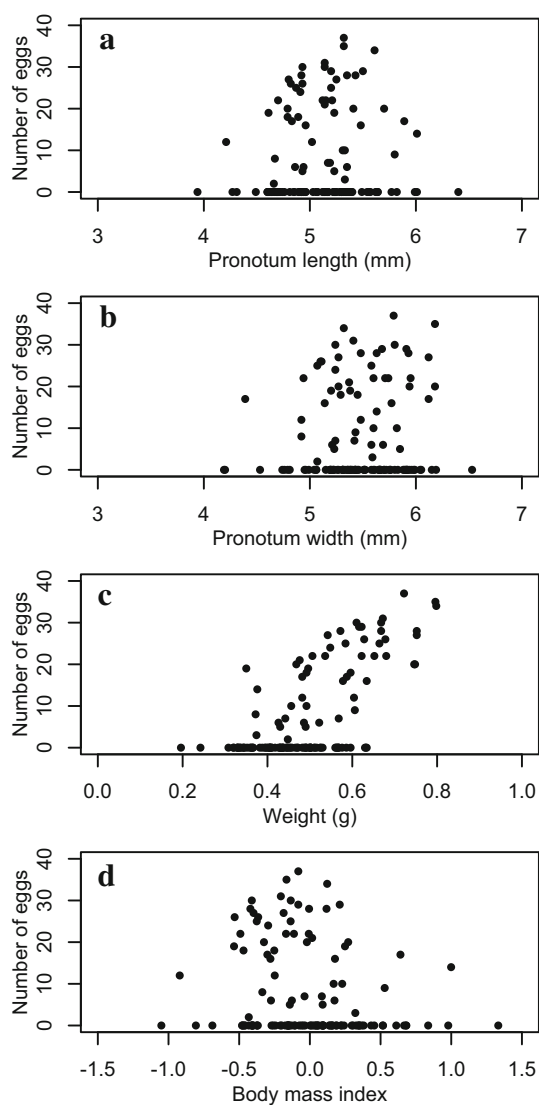 a
Number of eggs
40
30
20
10
0
3 4 5 6 7
Pronotum length (mm)
b
Number of eggs
40
30
20
10
0
3 4 5 6 7
Pronotum width (mm)
c
Number of eggs
40
30
20
10
0
0.0 0.2 0.4 0.6 0.8 1.0
Weight (g)
d
Number of eggs
40
30
20
10
0
-1.5 -1.0 -0.5 0.0 0.5 1.0 1.5
Body mass index